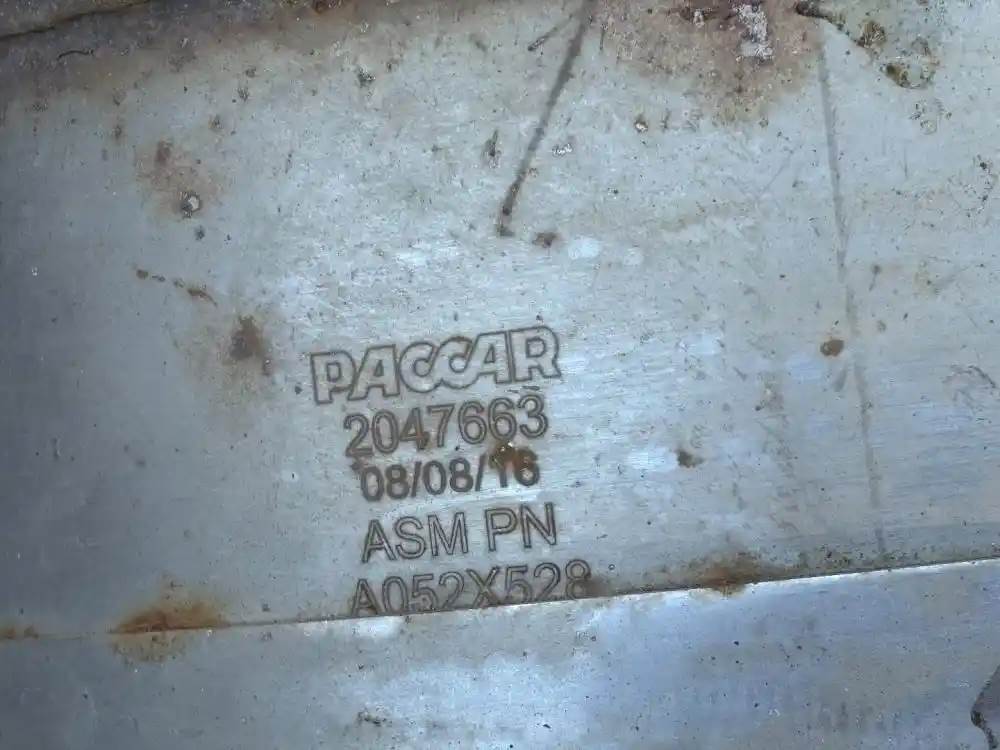 PACCAR
2047663
08/08/16
ASM PN
A052X528